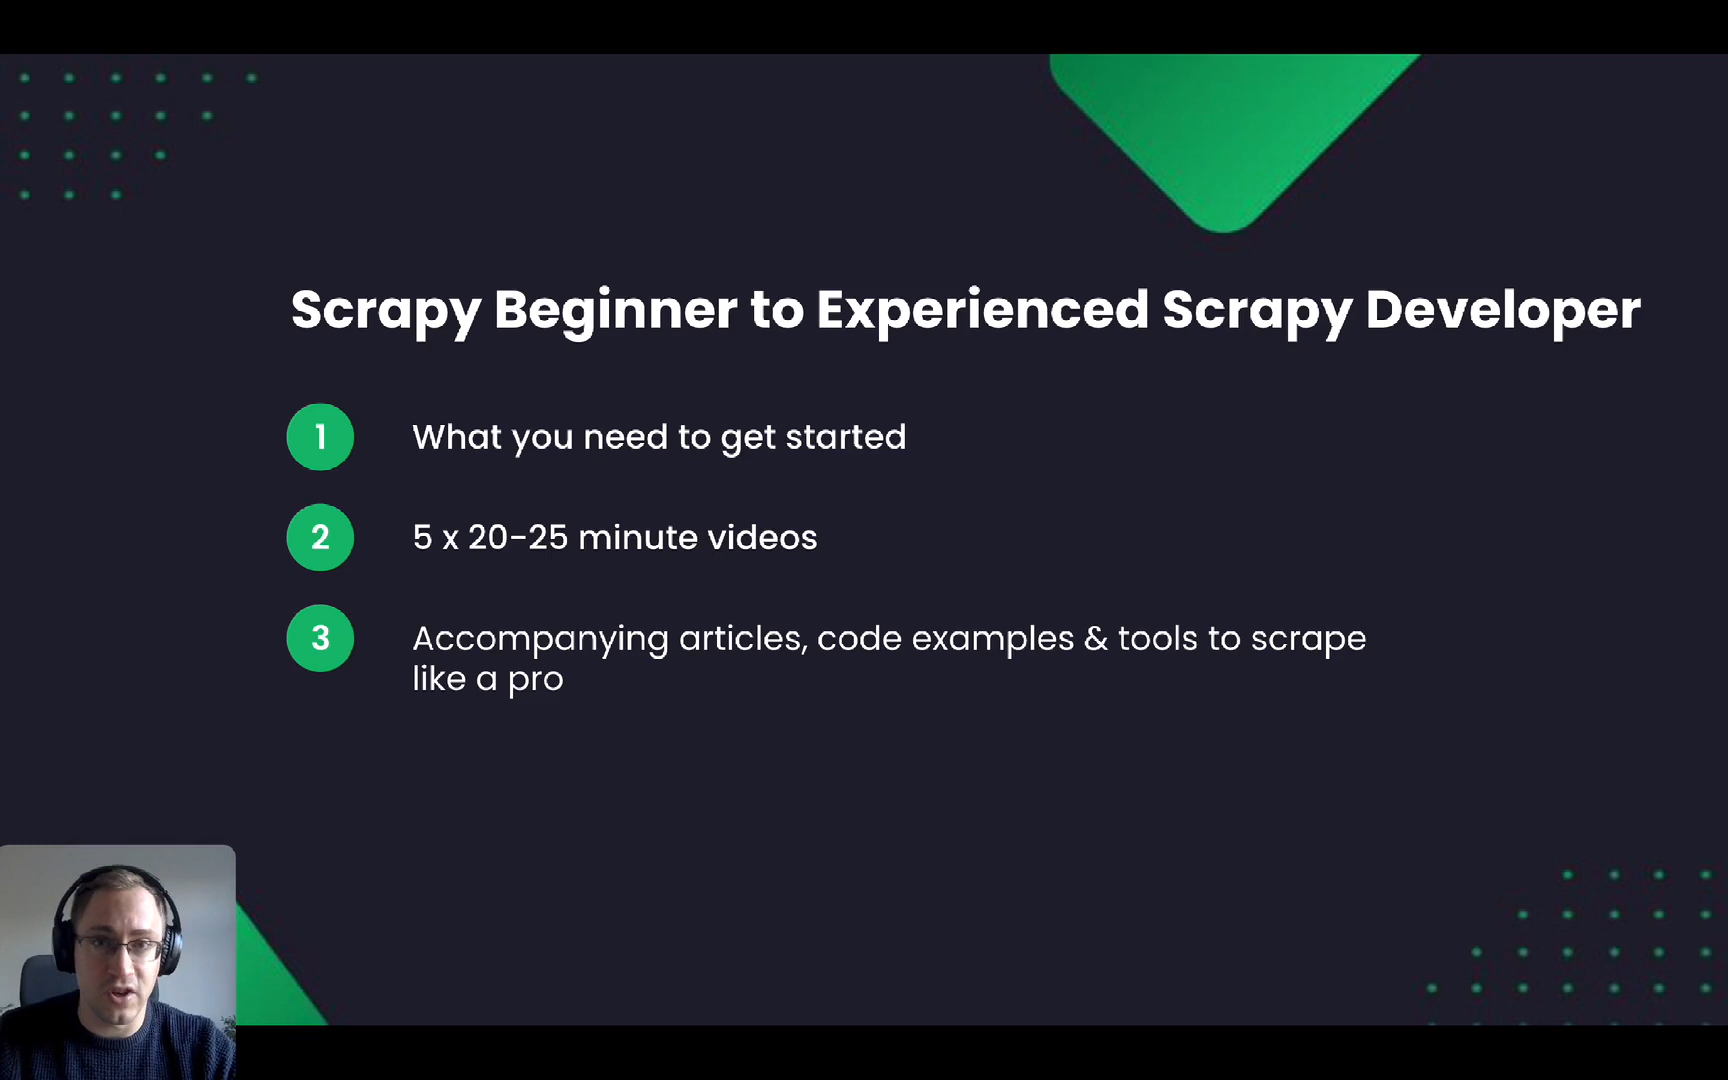 Scrapy Beginner to Experienced Scrapy Developer
1 What you need to get started
2 5 x 20-25 minute videos
3 Accompanying articles, code examples & tools to scrape
like a pro